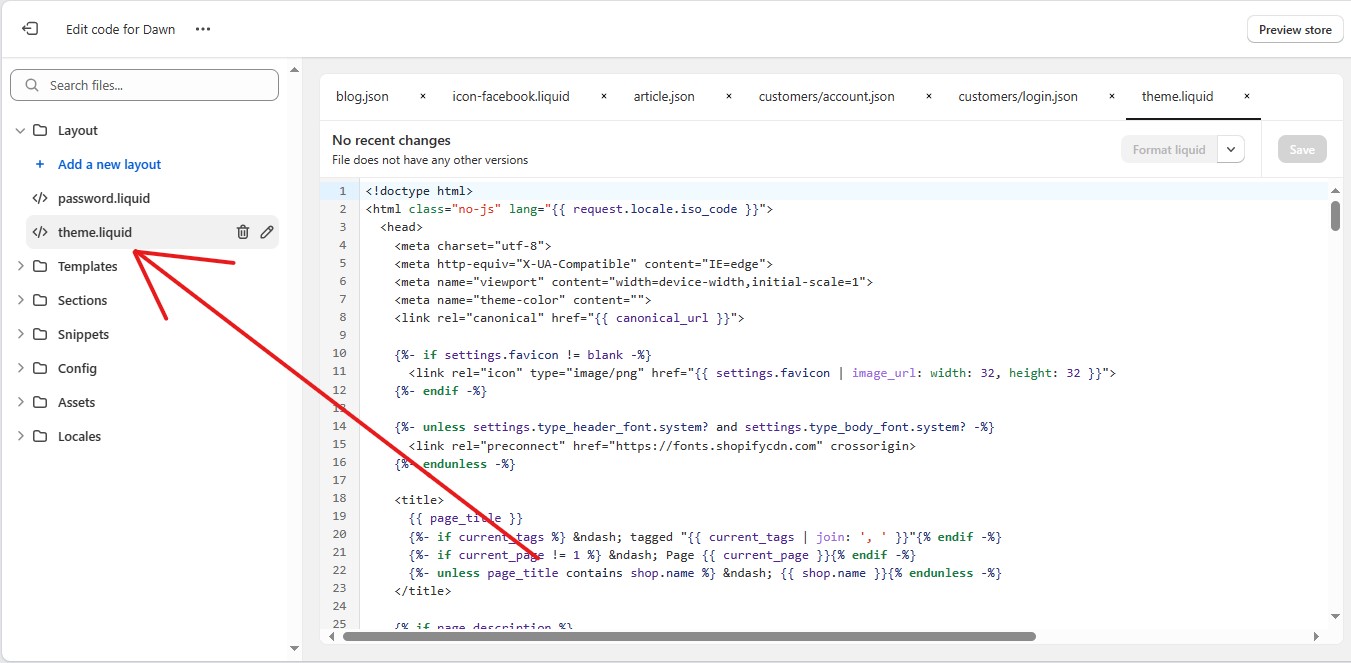 Edit code for Dawn
Preview store
Search files...
Layout
Add a new layout
password.liquid
theme.liquid
Templates
Sections
Snippets
Config
Assets
Locales
blog.json × icon-facebook.liquid × article.json × customers/account.json × customers/login.json × theme.liquid ×
No recent changes
File does not have any other versions
Format liquid
Save
1 <!doctype html>
2 <html class="no-js" lang="{{ request.locale.iso_code }}">
3 <head>
4 <meta charset="utf-8">
5 <meta http-equiv="X-UA-Compatible" content="IE=edge">
6 <meta name="viewport" content="width=device-width,initial-scale=1">
7 <meta name="theme-color" content="">
8 <link rel="canonical" href="{{ canonical_url }}">
9
10 {%- if settings.favicon != blank -%}
11 <link rel="icon" type="image/png" href="{{ settings.favicon | image_url: width: 32, height: 32 }}">
12 {%- endif -%}
13
14 {%- unless settings.type_header_font.system? and settings.type_body_font.system? -%}
15 <link rel="preconnect" href="https://fonts.shopifycdn.com" crossorigin>
16 {%- endunless -%}
17
18 <title>
19 {{ page_title }}
20 {%- if current_tags %} &ndash; tagged "{{ current_tags | join: ', ' }}"{% endif -%}
21 {%- if current_page != 1 %} &ndash; Page {{ current_page }}{% endif -%}
22 {%- unless page_title contains shop.name %} &ndash; {{ shop.name }}{% endunless -%}
23 </title>
24
25 {% if page_description %}